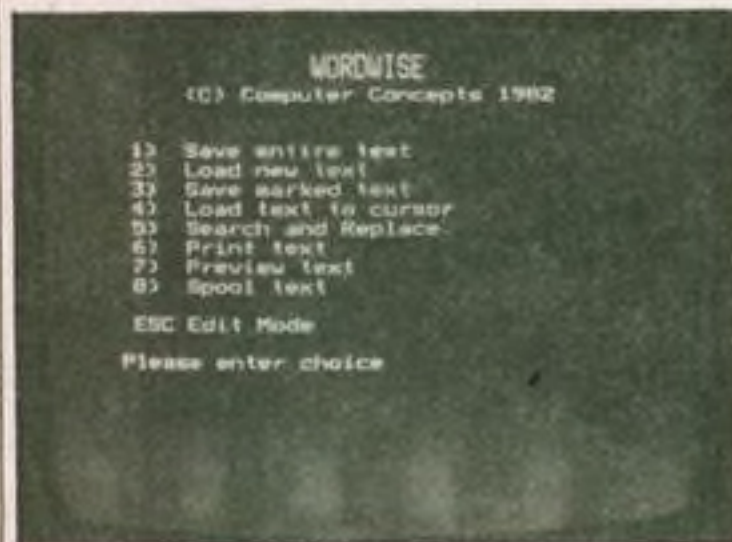 WORDWISE
(C) Computer Concepts 1982
1) Save entire text
2) Load new text
3) Save marked text
4) Load text to cursor
5) Search and Replace
6) Print text
7) Preview text
8) Spool text
ESC Edit Mode
Please enter choice